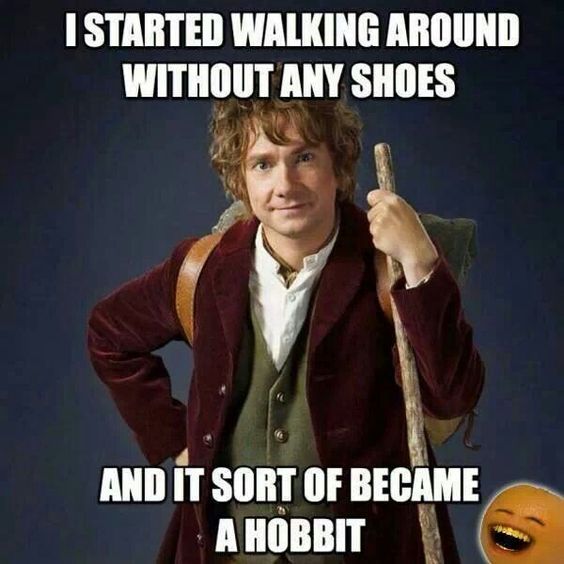 I STARTED WALKING AROUND
WITHOUT ANY SHOES
AND IT SORT OF BECAME
A HOBBIT